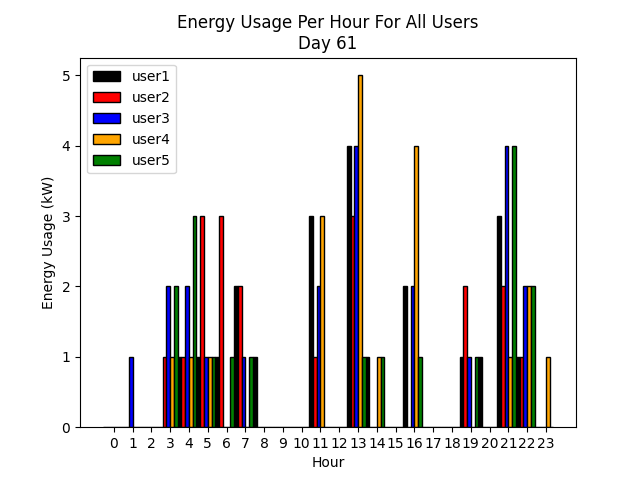 Energy Usage Per Hour For All Users
Day 61
user1
user2
user3
user4
user5
Energy Usage (kW)
5
4
3
2
1
0
0 1 2 3 4 5 6 7 8 9 10 11 12 13 14 15 16 17 18 19 20 21 22 23
Hour